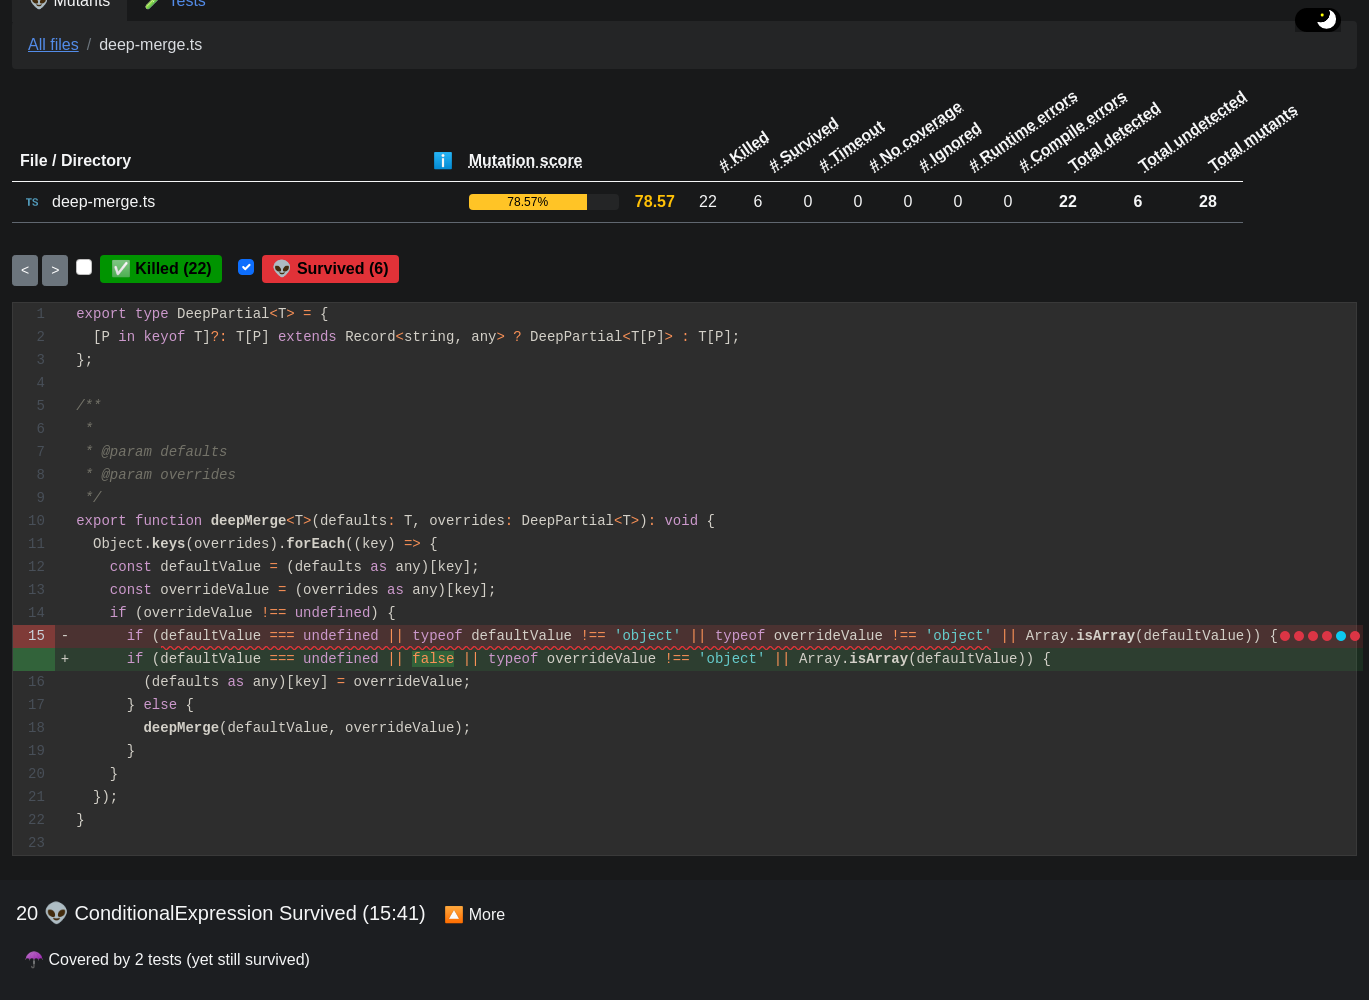 Mutants Tests
All files / deep-merge.ts
File / Directory Mutation score # Killed # Survived # Timeout # No coverage # Ignored # Runtime errors # Compile errors Total detected Total undetected Total mutants
TS deep-merge.ts 78.57% 78.57 22 6 0 0 0 0 0 22 6 28
< > Killed (22) Survived (6)
1 export type DeepPartial<T> = {
2 [P in keyof T]?: T[P] extends Record<string, any> ? DeepPartial<T[P]> : T[P];
3 };
4
5 /**
6 *
7 * @param defaults
8 * @param overrides
9 */
10 export function deepMerge<T>(defaults: T, overrides: DeepPartial<T>): void {
11 Object.keys(overrides).forEach((key) => {
12 const defaultValue = (defaults as any)[key];
13 const overrideValue = (overrides as any)[key];
14 if (overrideValue !== undefined) {
15 - if (defaultValue === undefined || typeof defaultValue !== 'object' || typeof overrideValue !== 'object' || Array.isArray(defaultValue)) {
+ if (defaultValue === undefined || false || typeof overrideValue !== 'object' || Array.isArray(defaultValue)) {
16 (defaults as any)[key] = overrideValue;
17 } else {
18 deepMerge(defaultValue, overrideValue);
19 }
20 }
21 });
22 }
23
20 ConditionalExpression Survived (15:41) More
Covered by 2 tests (yet still survived)